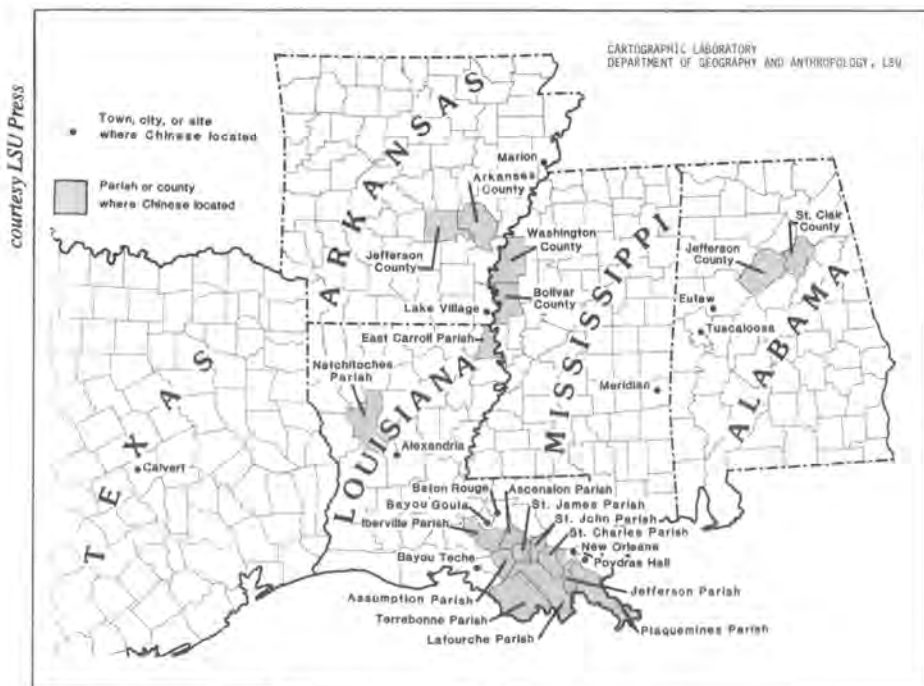 courtesy LSU Press
CARTOGRAPHIC LABORATORY
DEPARTMENT OF GEOGRAPHY AND ANTHROPOLOGY, LSU
Town, city, or site
where Chinese located
Parish or county
where Chinese located
ARKANSAS
Marion
Arkansas
County
Jefferson
County
Lake Village
Washington
County
Bolivar
County
MISSISSIPPI
Meridian
St. Clair
County
Jefferson
County
Eutaw
Tuscaloosa
ALABAMA
East Carroll Parish
Natchitoches
Parish
LOUISIANA
Alexandria
TEXAS
Calvert
Baton Rouge
Ascension Parish
Bayou Goula
St. James Parish
Iberville Parish
St. John Parish
St. Charles Parish
New Orleans
Bayou Teche
Poydras Hall
Assumption Parish
Jefferson Parish
Terrebonne Parish
Lafourche Parish
Plaquemines Parish